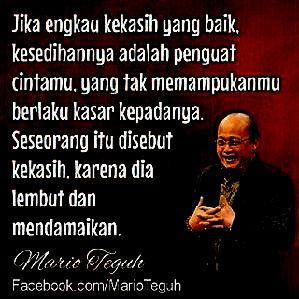 Jika engkau kekasih yang baik,
kesedihannya adalah penguat
cintamu, yang tak memampukanmu
berlaku kasar kepadanya.
Seseorang itu disebut
kekasih, karena dia
lembut dan
mendamaikan.
Mario Teguh
Facebook.com/MarioTeguh